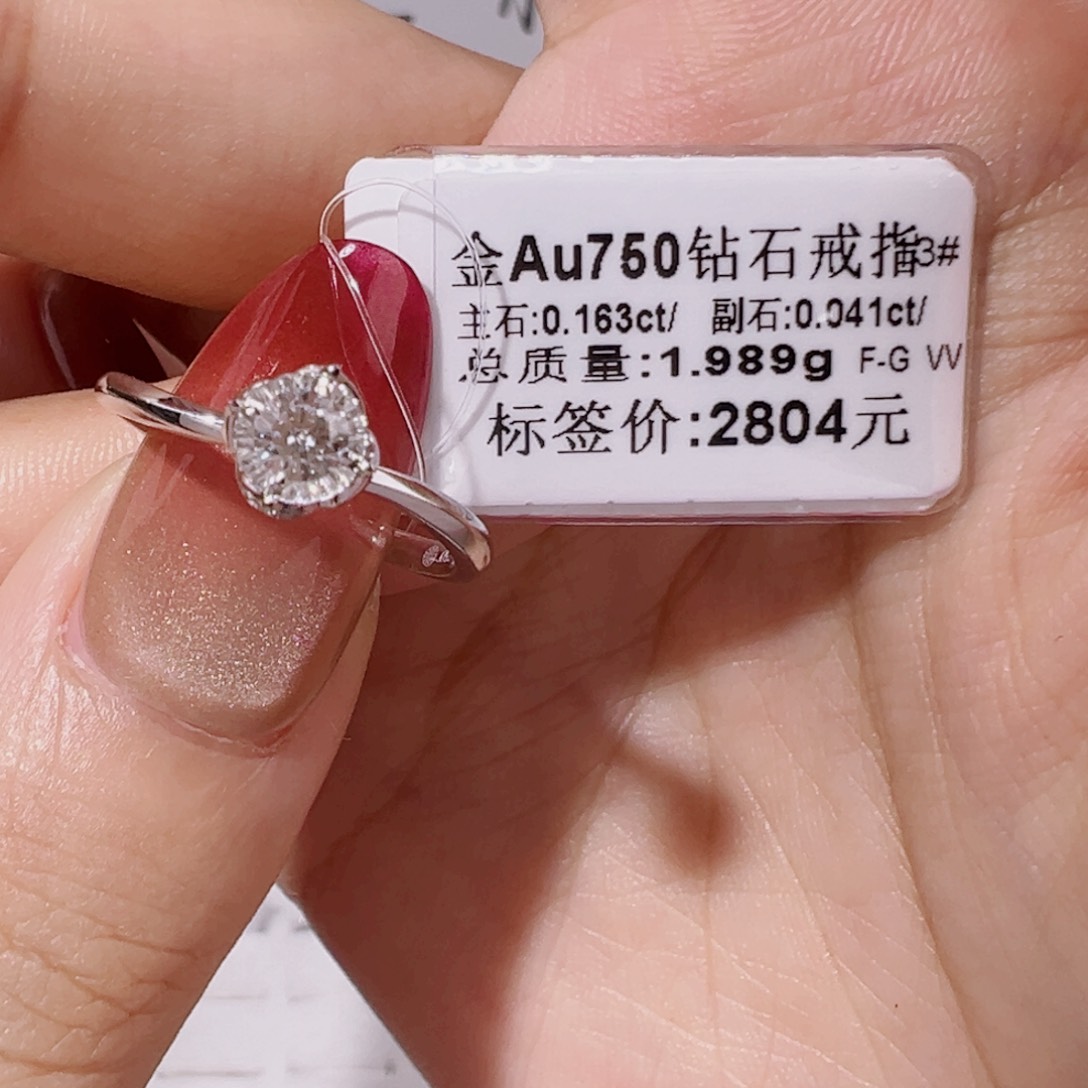 金Au750钻石戒指3#
主石:0.163ct/ 副石:0.041ct/
总质量:1.989g F-G VV
标签价:2804元